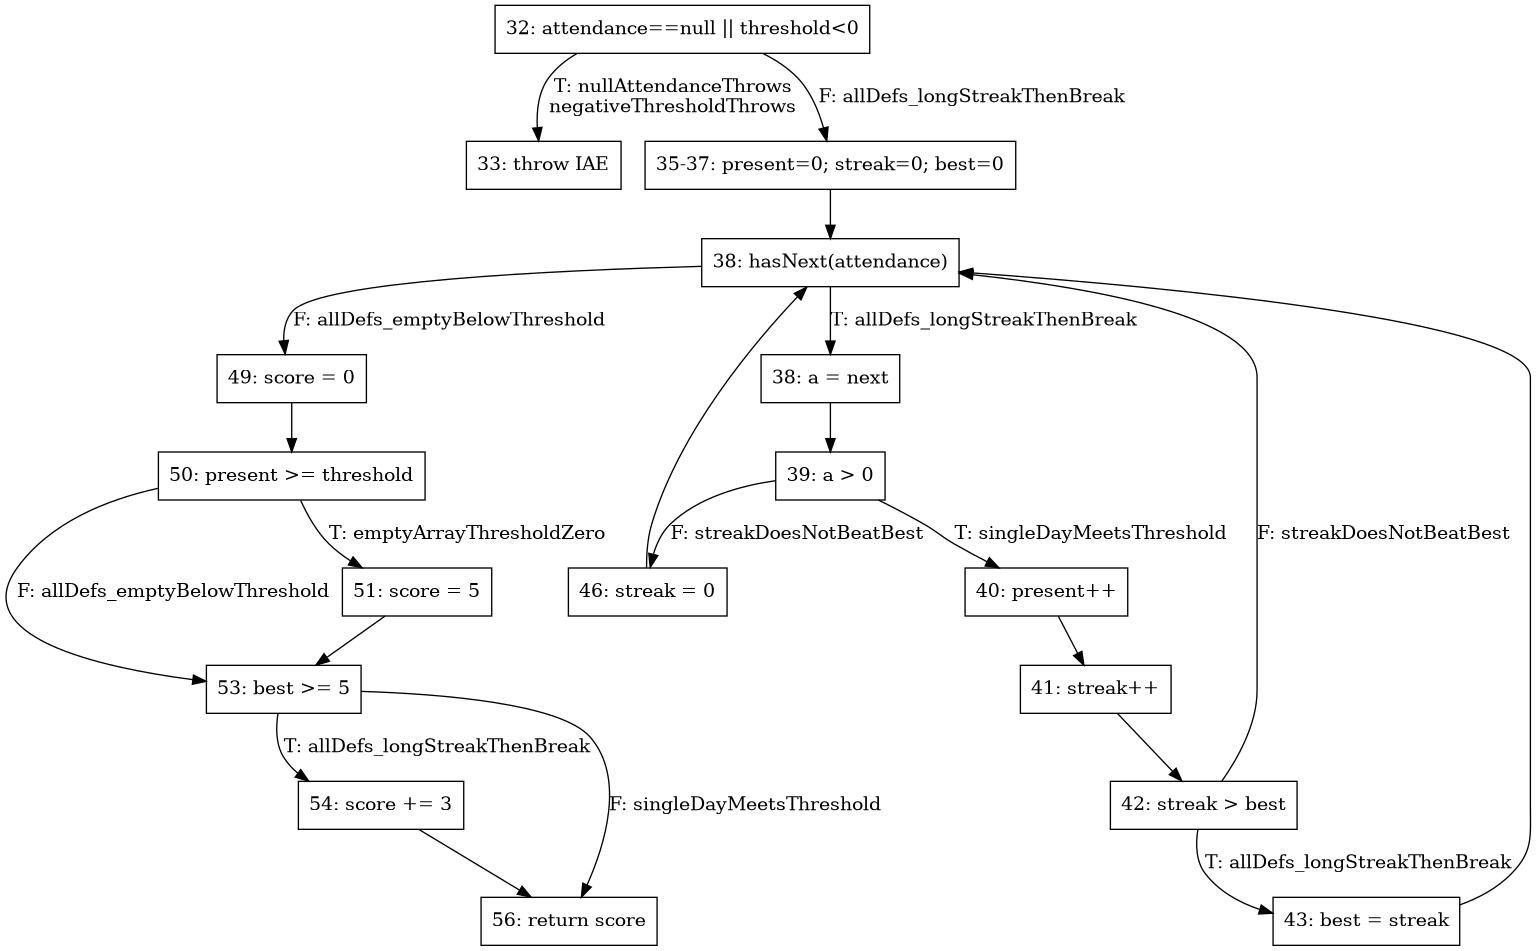 32: attendance==null || threshold<0
T: nullAttendanceThrows
negativeThresholdThrows
F: allDefs_longStreakThenBreak
33: throw IAE
35-37: present=0; streak=0; best=0
38: hasNext(attendance)
F: allDefs_emptyBelowThreshold
T: allDefs_longStreakThenBreak
49: score = 0
38: a = next
50: present >= threshold
39: a > 0
T: emptyArrayThresholdZero
F: streakDoesNotBeatBest
T: singleDayMeetsThreshold
F: streakDoesNotBeatBest
F: allDefs_emptyBelowThreshold
51: score = 5
46: streak = 0
40: present++
53: best >= 5
41: streak++
T: allDefs_longStreakThenBreak
54: score += 3
F: singleDayMeetsThreshold
42: streak > best
T: allDefs_longStreakThenBreak
56: return score
43: best = streak